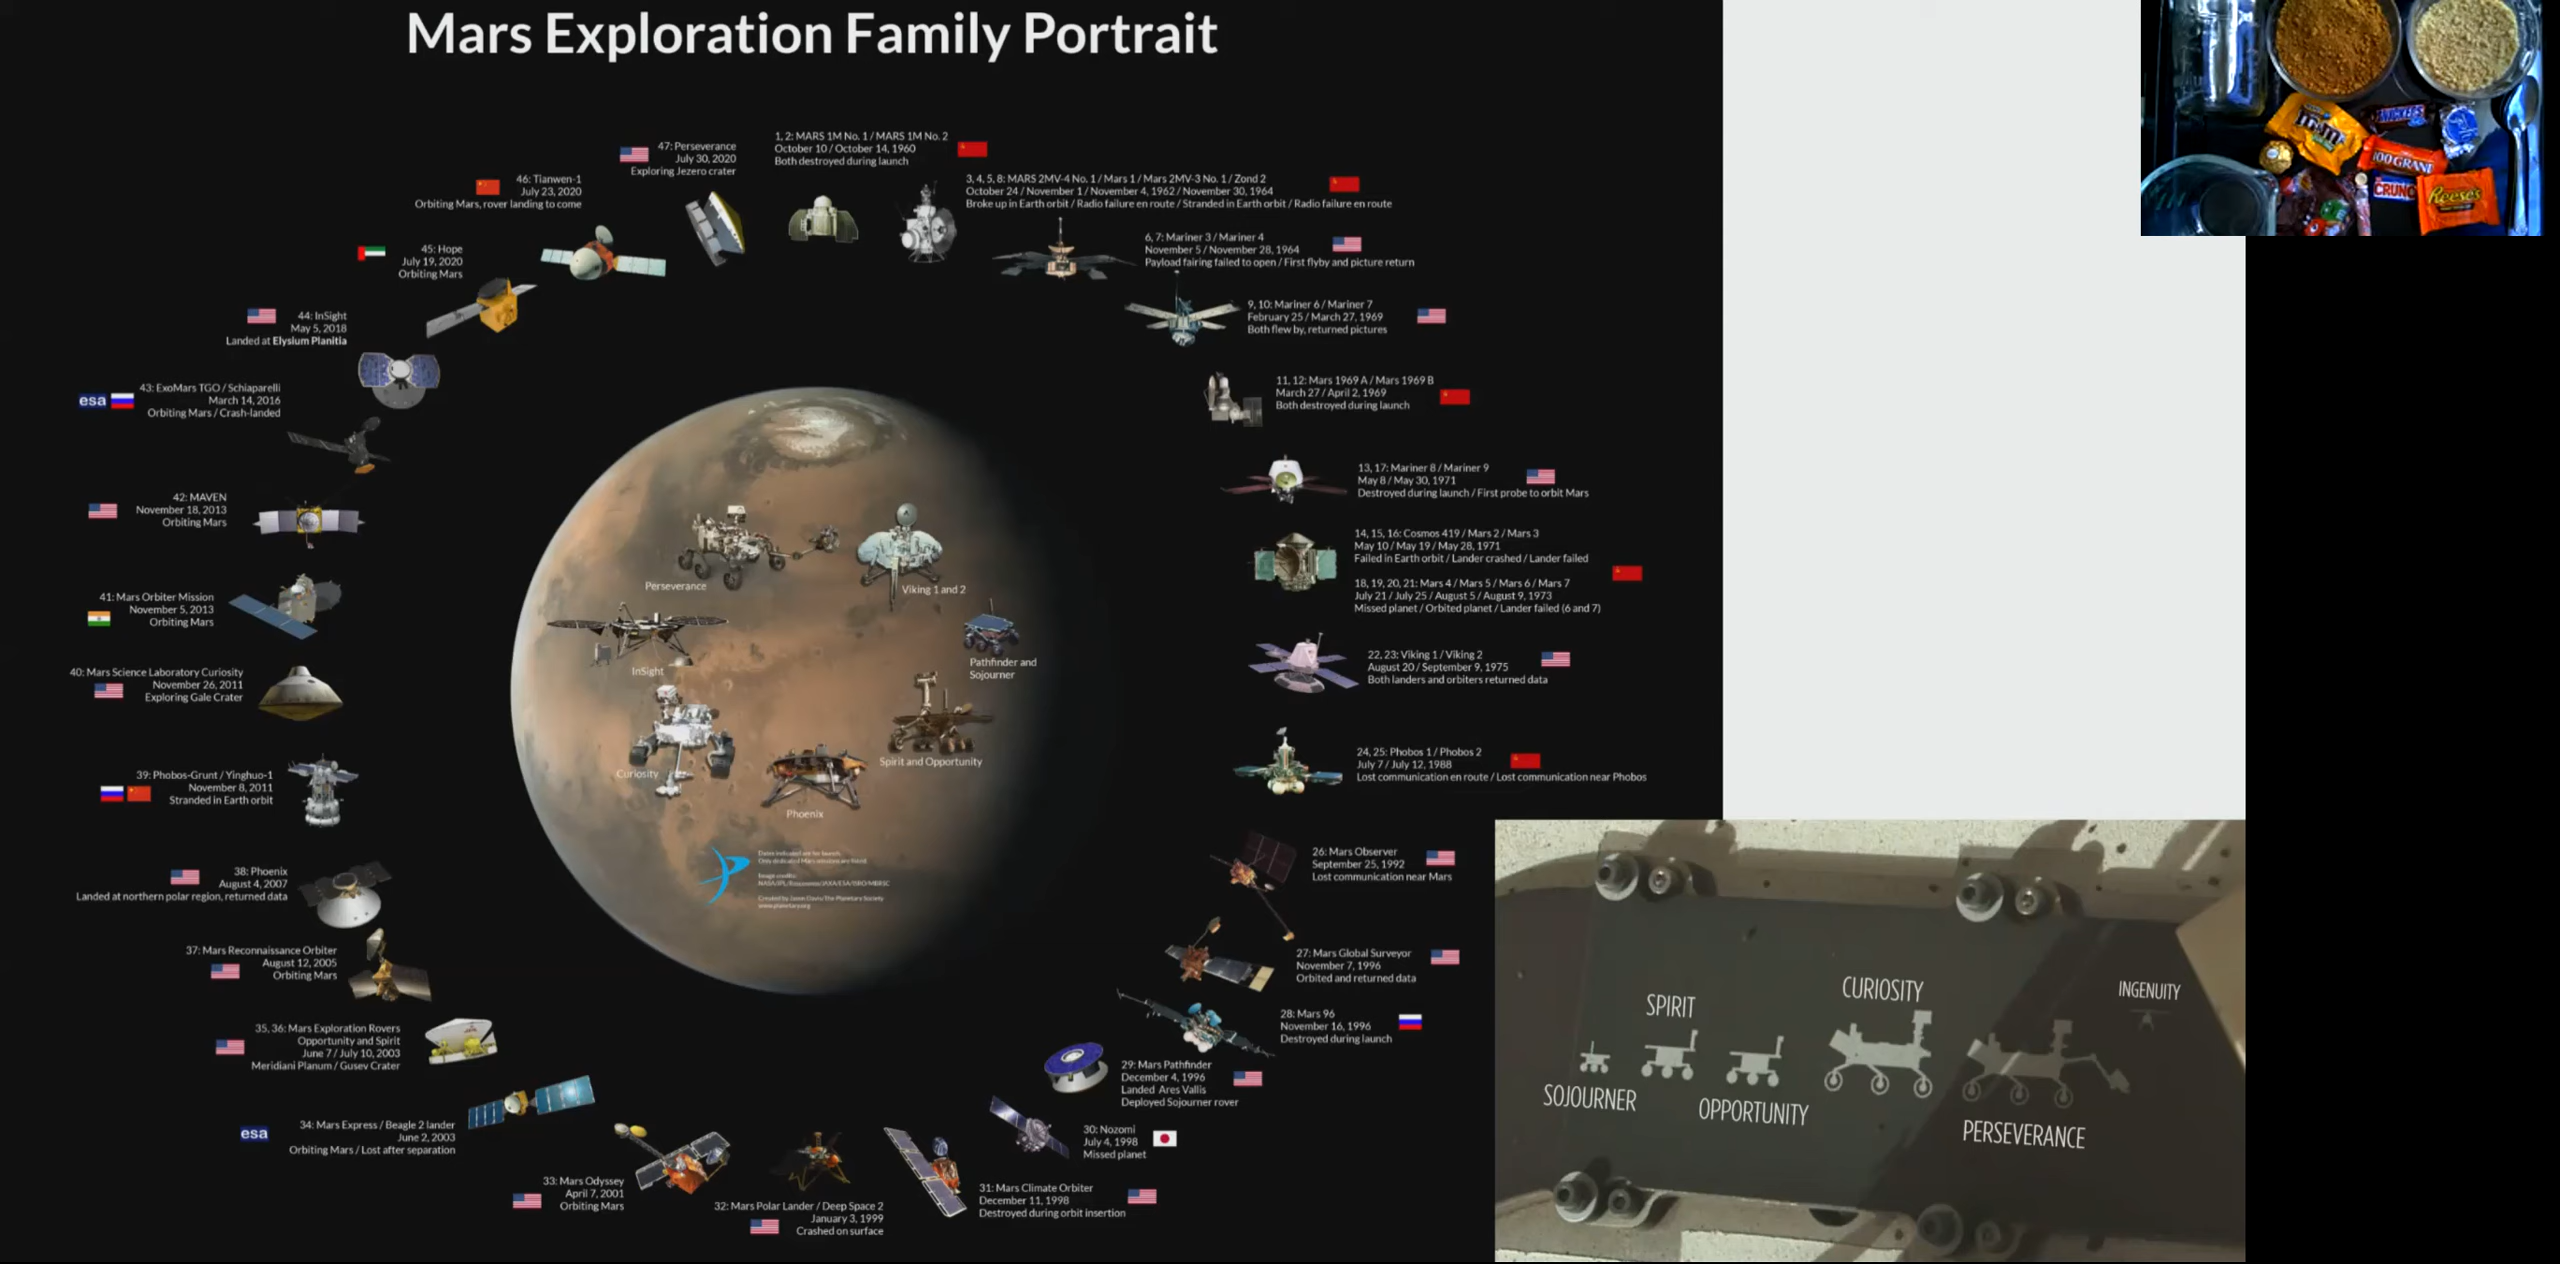 Mars Exploration Family Portrait
47: Perseverance
July 30, 2020
Exploring Jezero crater
1, 2: MARS 1M No. 1 / MARS 1M No. 2
October 10 / October 14, 1960
Both destroyed during launch
3, 4, 5, 8: MARS 2MV-4 No. 1 / Mars 1 / Mars 2MV-3 No. 1 / Zond 2
October 24 / November 1 / November 4, 1962 / November 30, 1964
Broke up in Earth orbit / Radio failure en route / Stranded in Earth orbit / Radio failure en route
6, 7: Mariner 3 / Mariner 4
November 5 / November 28, 1964
Payload fairing failed to open / First flyby and picture return
9, 10: Mariner 6 / Mariner 7
February 25 / March 27, 1969
Both flew by, returned pictures
11, 12: Mars 1969 A / Mars 1969 B
March 27 / April 2, 1969
Both destroyed during launch
13, 17: Mariner 8 / Mariner 9
May 8 / May 30, 1971
Destroyed during launch / First probe to orbit Mars
14, 15, 16: Cosmos 419 / Mars 2 / Mars 3
May 10 / May 19 / May 28, 1971
Failed in Earth orbit / Lander crashed / Lander failed
18, 19, 20, 21: Mars 4 / Mars 5 / Mars 6 / Mars 7
July 21 / July 25 / August 5 / August 9, 1973
Missed planet / Orbited planet / Lander failed (6 and 7)
22, 23: Viking 1 / Viking 2
August 20 / September 9, 1975
Both landers and orbiters returned data
24, 25: Phobos 1 / Phobos 2
July 7 / July 12, 1988
Lost communication en route / Lost communication near Phobos
26: Mars Observer
September 25, 1992
Lost communication near Mars
27: Mars Global Surveyor
November 7, 1996
Orbited and returned data
28: Mars 96
November 16, 1996
Destroyed during launch
29: Mars Pathfinder
December 4, 1996
Landed Ares Vallis
Deployed Sojourner rover
30: Nozomi
July 4, 1998
Missed planet
31: Mars Climate Orbiter
December 11, 1998
Destroyed during orbit insertion
32: Mars Polar Lander / Deep Space 2
January 3, 1999
Crashed on surface
33: Mars Odyssey
April 7, 2001
Orbiting Mars
esa
34: Mars Express / Beagle 2 lander
June 2, 2003
Orbiting Mars / Lost after separation
35, 36: Mars Exploration Rovers
Opportunity and Spirit
June 7 / July 10, 2003
Meridiani Planum / Gusev Crater
37: Mars Reconnaissance Orbiter
August 12, 2005
Orbiting Mars
38: Phoenix
August 4, 2007
Landed at northern polar region, returned data
39: Phobos-Grunt / Yinghuo-1
November 8, 2011
Stranded in Earth orbit
40: Mars Science Laboratory Curiosity
November 26, 2011
Exploring Gale Crater
41: Mars Orbiter Mission
November 5, 2013
Orbiting Mars
42: MAVEN
November 18, 2013
Orbiting Mars
esa
43: ExoMars TGO / Schiaparelli
March 14, 2016
Orbiting Mars / Crash-landed
44: InSight
May 5, 2018
Landed at Elysium Planitia
45: Hope
July 19, 2020
Orbiting Mars
46: Tianwen-1
July 23, 2020
Orbiting Mars, rover landing to come
Perseverance
Viking 1 and 2
InSight
Pathfinder and
Sojourner
Curiosity
Spirit and Opportunity
Phoenix
Dates indicated are for launch.
Only dedicated Mars missions are listed.
Image credits:
Created by Jason Davis/The Planetary Society
www.planetary.org
m&m's
SNICKERS
100 GRAND
CRUNCH
Reese's
SOJOURNER
SPIRIT
OPPORTUNITY
CURIOSITY
PERSEVERANCE
INGENUITY